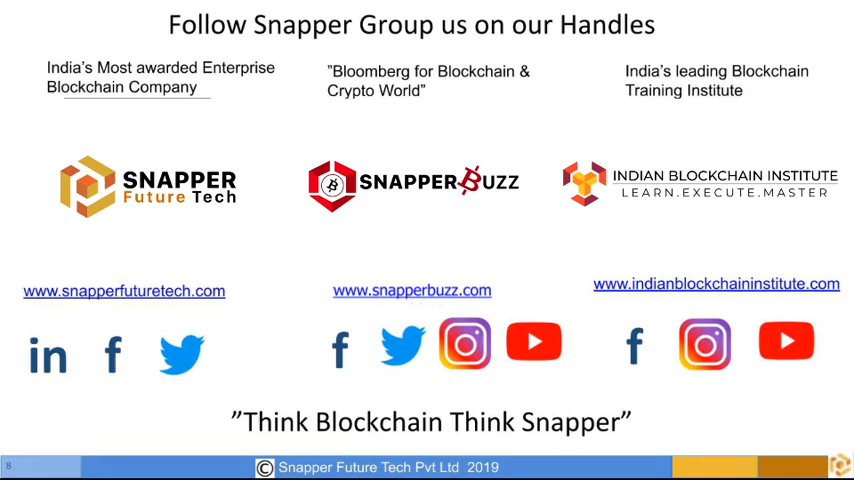 Follow Snapper Group us on our Handles
India's Most awarded Enterprise
Blockchain Company
"Bloomberg for Blockchain &
Crypto World"
India's leading Blockchain
Training Institute
SNAPPER
Future Tech
SNAPPERBUZZ
INDIAN BLOCKCHAIN INSTITUTE
LEARN.EXECUTE.MASTER
www.snapperfuturetech.com
www.snapperbuzz.com
www.indianblockchaininstitute.com
in f
f
f
"Think Blockchain Think Snapper"
8
© Snapper Future Tech Pvt Ltd 2019